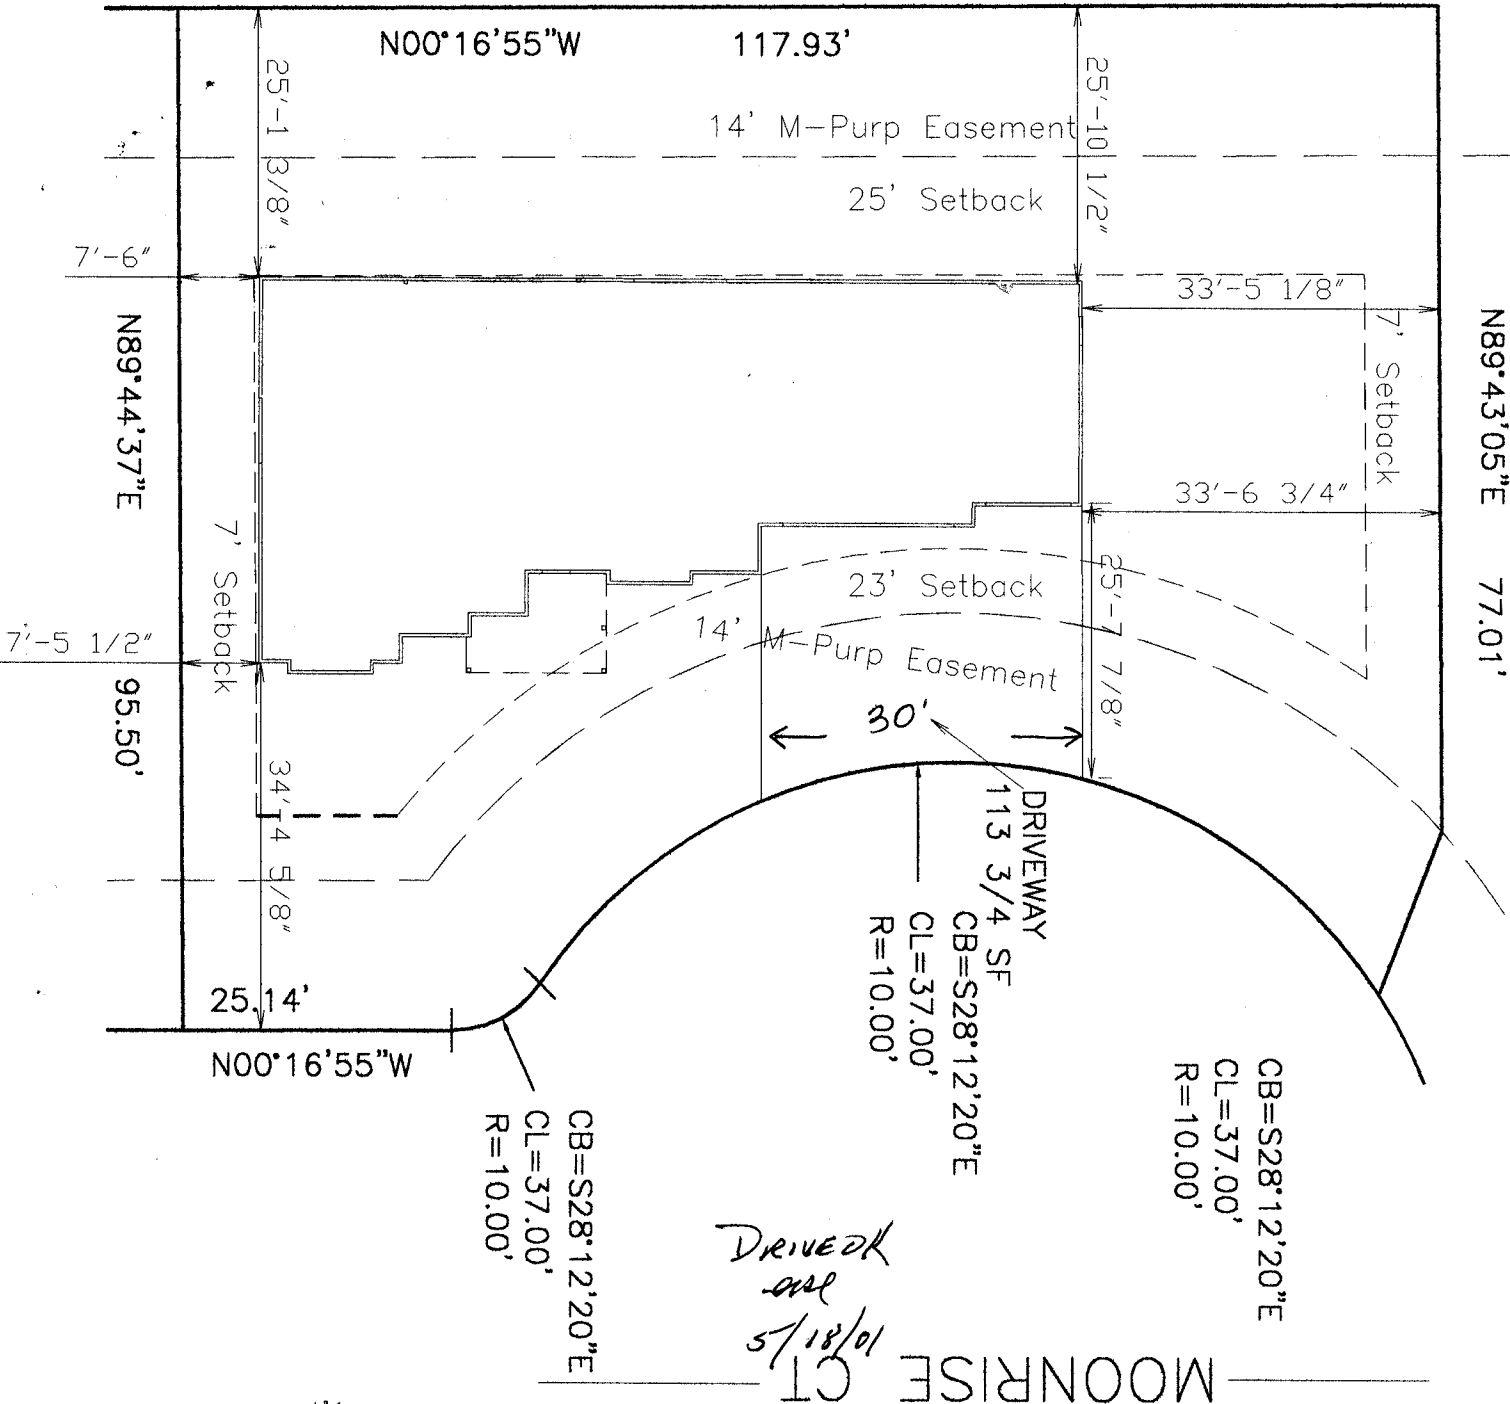 N00°16'55"W 117.93'
25'-1 3/8"
25'-10 1/2"
14' M-Purp Easement
25' Setback
7'-6"
33'-5 1/8"
7' Setback
N89°43'05"E 77.01'
N89°44'37"E 95.50'
33'-6 3/4"
7' Setback
23' Setback
25'-7 7/8"
14' M-Purp Easement
7'-5 1/2"
30'
34'-4 5/8"
DRIVEWAY
113 3/4 SF
CB=S28°12'20"E
CL=37.00'
R=10.00'
25.14'
N00°16'55"W
CB=S28°12'20"E
CL=37.00'
R=10.00'
CB=S28°12'20"E
CL=37.00'
R=10.00'
DRIVE OK
5/18/01
MOONRISE CT